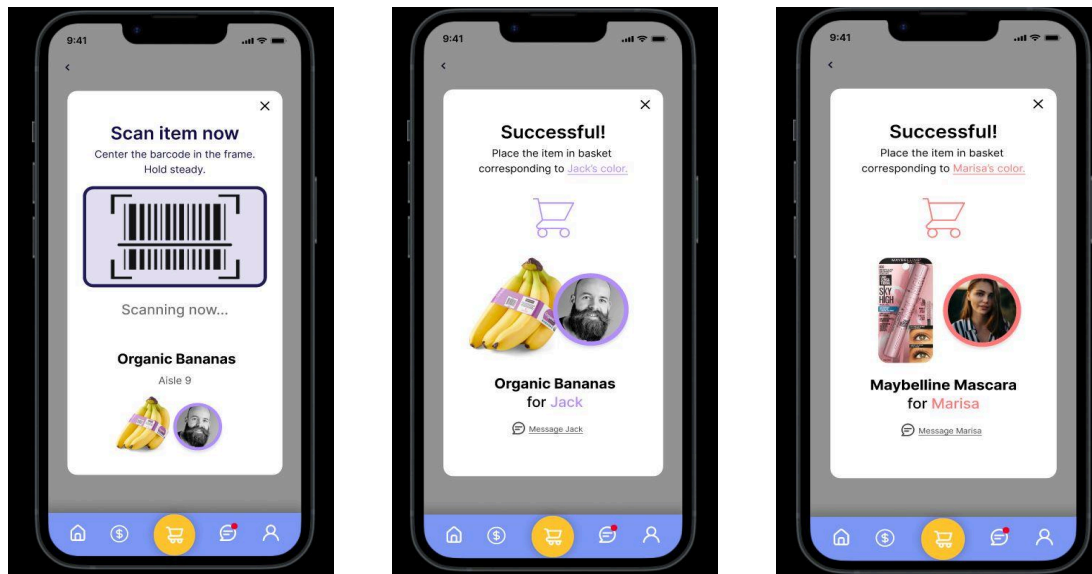 9:41
Scan item now
Center the barcode in the frame.
Hold steady.
Scanning now...
Organic Bananas
Aisle 9
9:41
Successful!
Place the item in basket
corresponding to Jack's color.
Organic Bananas
for Jack
Message Jack
9:41
Successful!
Place the item in basket
corresponding to Marisa's color.
MAYBELLINE
SKY
HIGH
Maybelline Mascara
for Marisa
Message Marisa